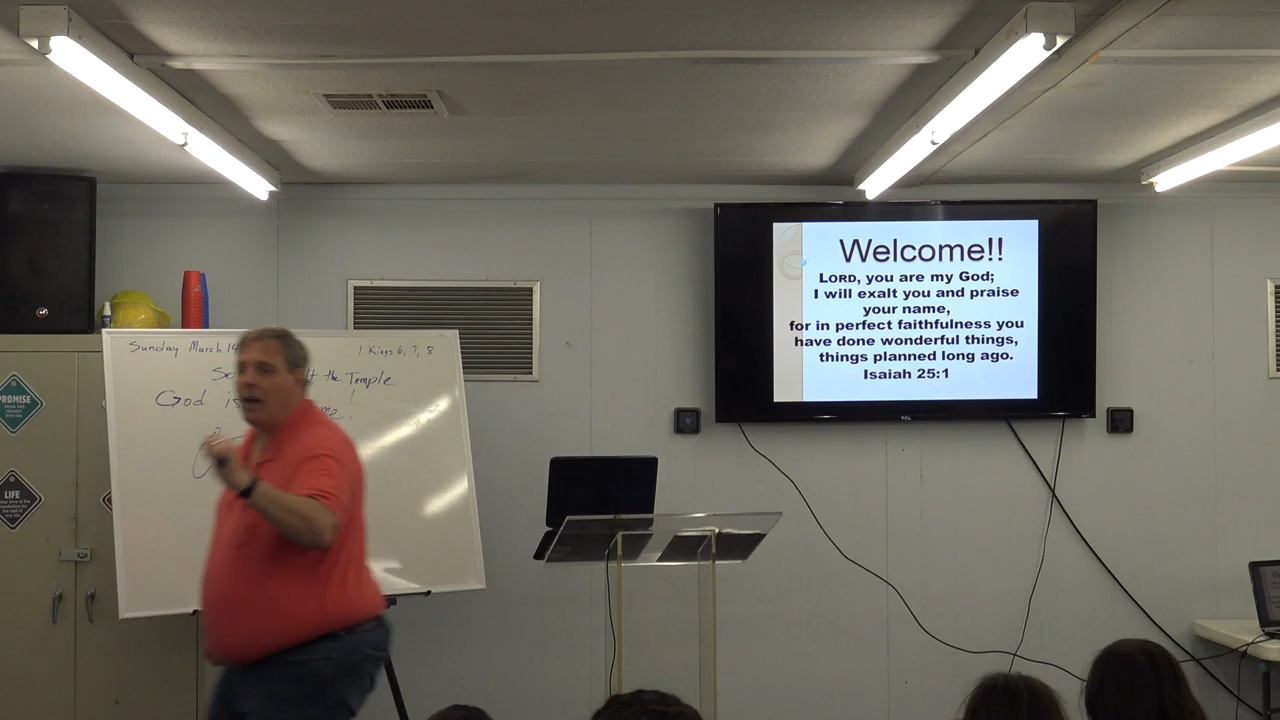 Sunday March 14
1 Kings 6, 7, 8
the Temple
God is
me!
PROMISE
LIFE
Welcome!!
LORD, you are my God;
I will exalt you and praise
your name,
for in perfect faithfulness you
have done wonderful things,
things planned long ago.
Isaiah 25:1
TCL